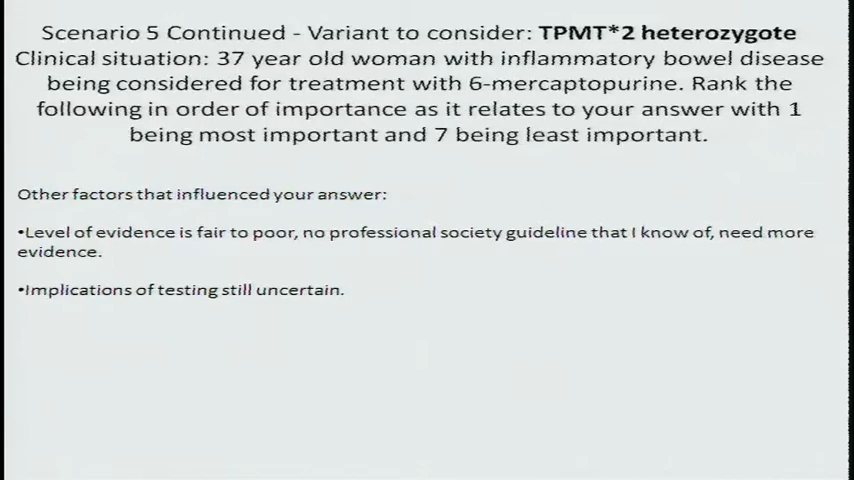 Scenario 5 Continued - Variant to consider: TPMT*2 heterozygote
Clinical situation: 37 year old woman with inflammatory bowel disease
being considered for treatment with 6-mercaptopurine. Rank the
following in order of importance as it relates to your answer with 1
being most important and 7 being least important.
Other factors that influenced your answer:
•Level of evidence is fair to poor, no professional society guideline that I know of, need more
evidence.
•Implications of testing still uncertain.